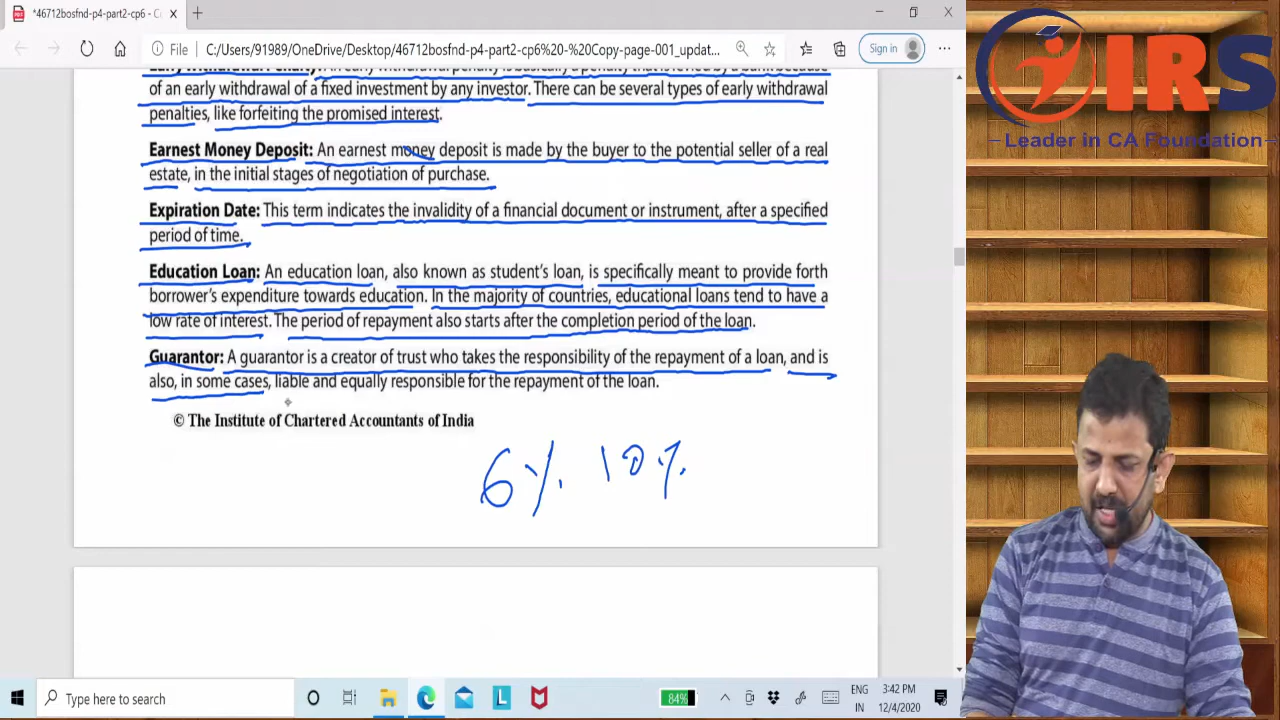 *46712bosfnd-p4-part2-cp6 - C
File C:/Users/91989/OneDrive/Desktop/46712bosfnd-p4-part2-cp6%20-%20Copy-page-001_updat... Sign in
IRS
Leader in CA Foundation
of an early withdrawal of a fixed investment by any investor. There can be several types of early withdrawal
penalties, like forfeiting the promised interest.
Earnest Money Deposit: An earnest money deposit is made by the buyer to the potential seller of a real
estate, in the initial stages of negotiation of purchase.
Expiration Date: This term indicates the invalidity of a financial document or instrument, after a specified
period of time.
Education Loan: An education loan, also known as student's loan, is specifically meant to provide forth
borrower's expenditure towards education. In the majority of countries, educational loans tend to have a
low rate of interest. The period of repayment also starts after the completion period of the loan.
Guarantor: A guarantor is a creator of trust who takes the responsibility of the repayment of a loan, and is
also, in some cases, liable and equally responsible for the repayment of the loan.
© The Institute of Chartered Accountants of India
6% 10%
Type here to search
84%
ENG
IN
3:42 PM
12/4/2020